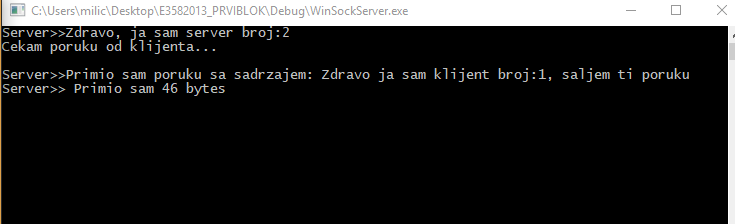 C:\Users\milic\Desktop\E3582013_PRVIBLOK\Debug\WinSockServer.exe
Server>>Zdravo, ja sam server broj:2
Cekam poruku od klijenta...
Server>>Primio sam poruku sa sadrzajem: Zdravo ja sam klijent broj:1, saljem ti poruku
Server>> Primio sam 46 bytes